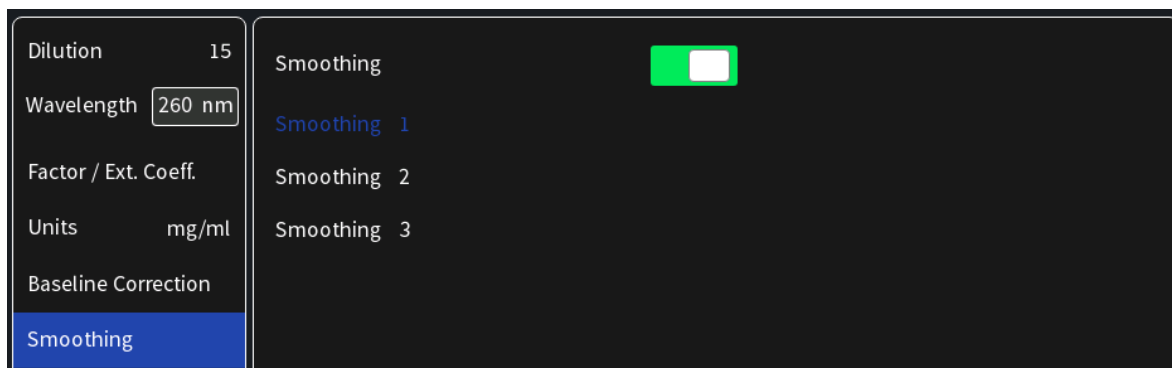 Dilution 15
Wavelength 260 nm
Factor / Ext. Coeff.
Units mg/ml
Baseline Correction
Smoothing
Smoothing
Smoothing 1
Smoothing 2
Smoothing 3